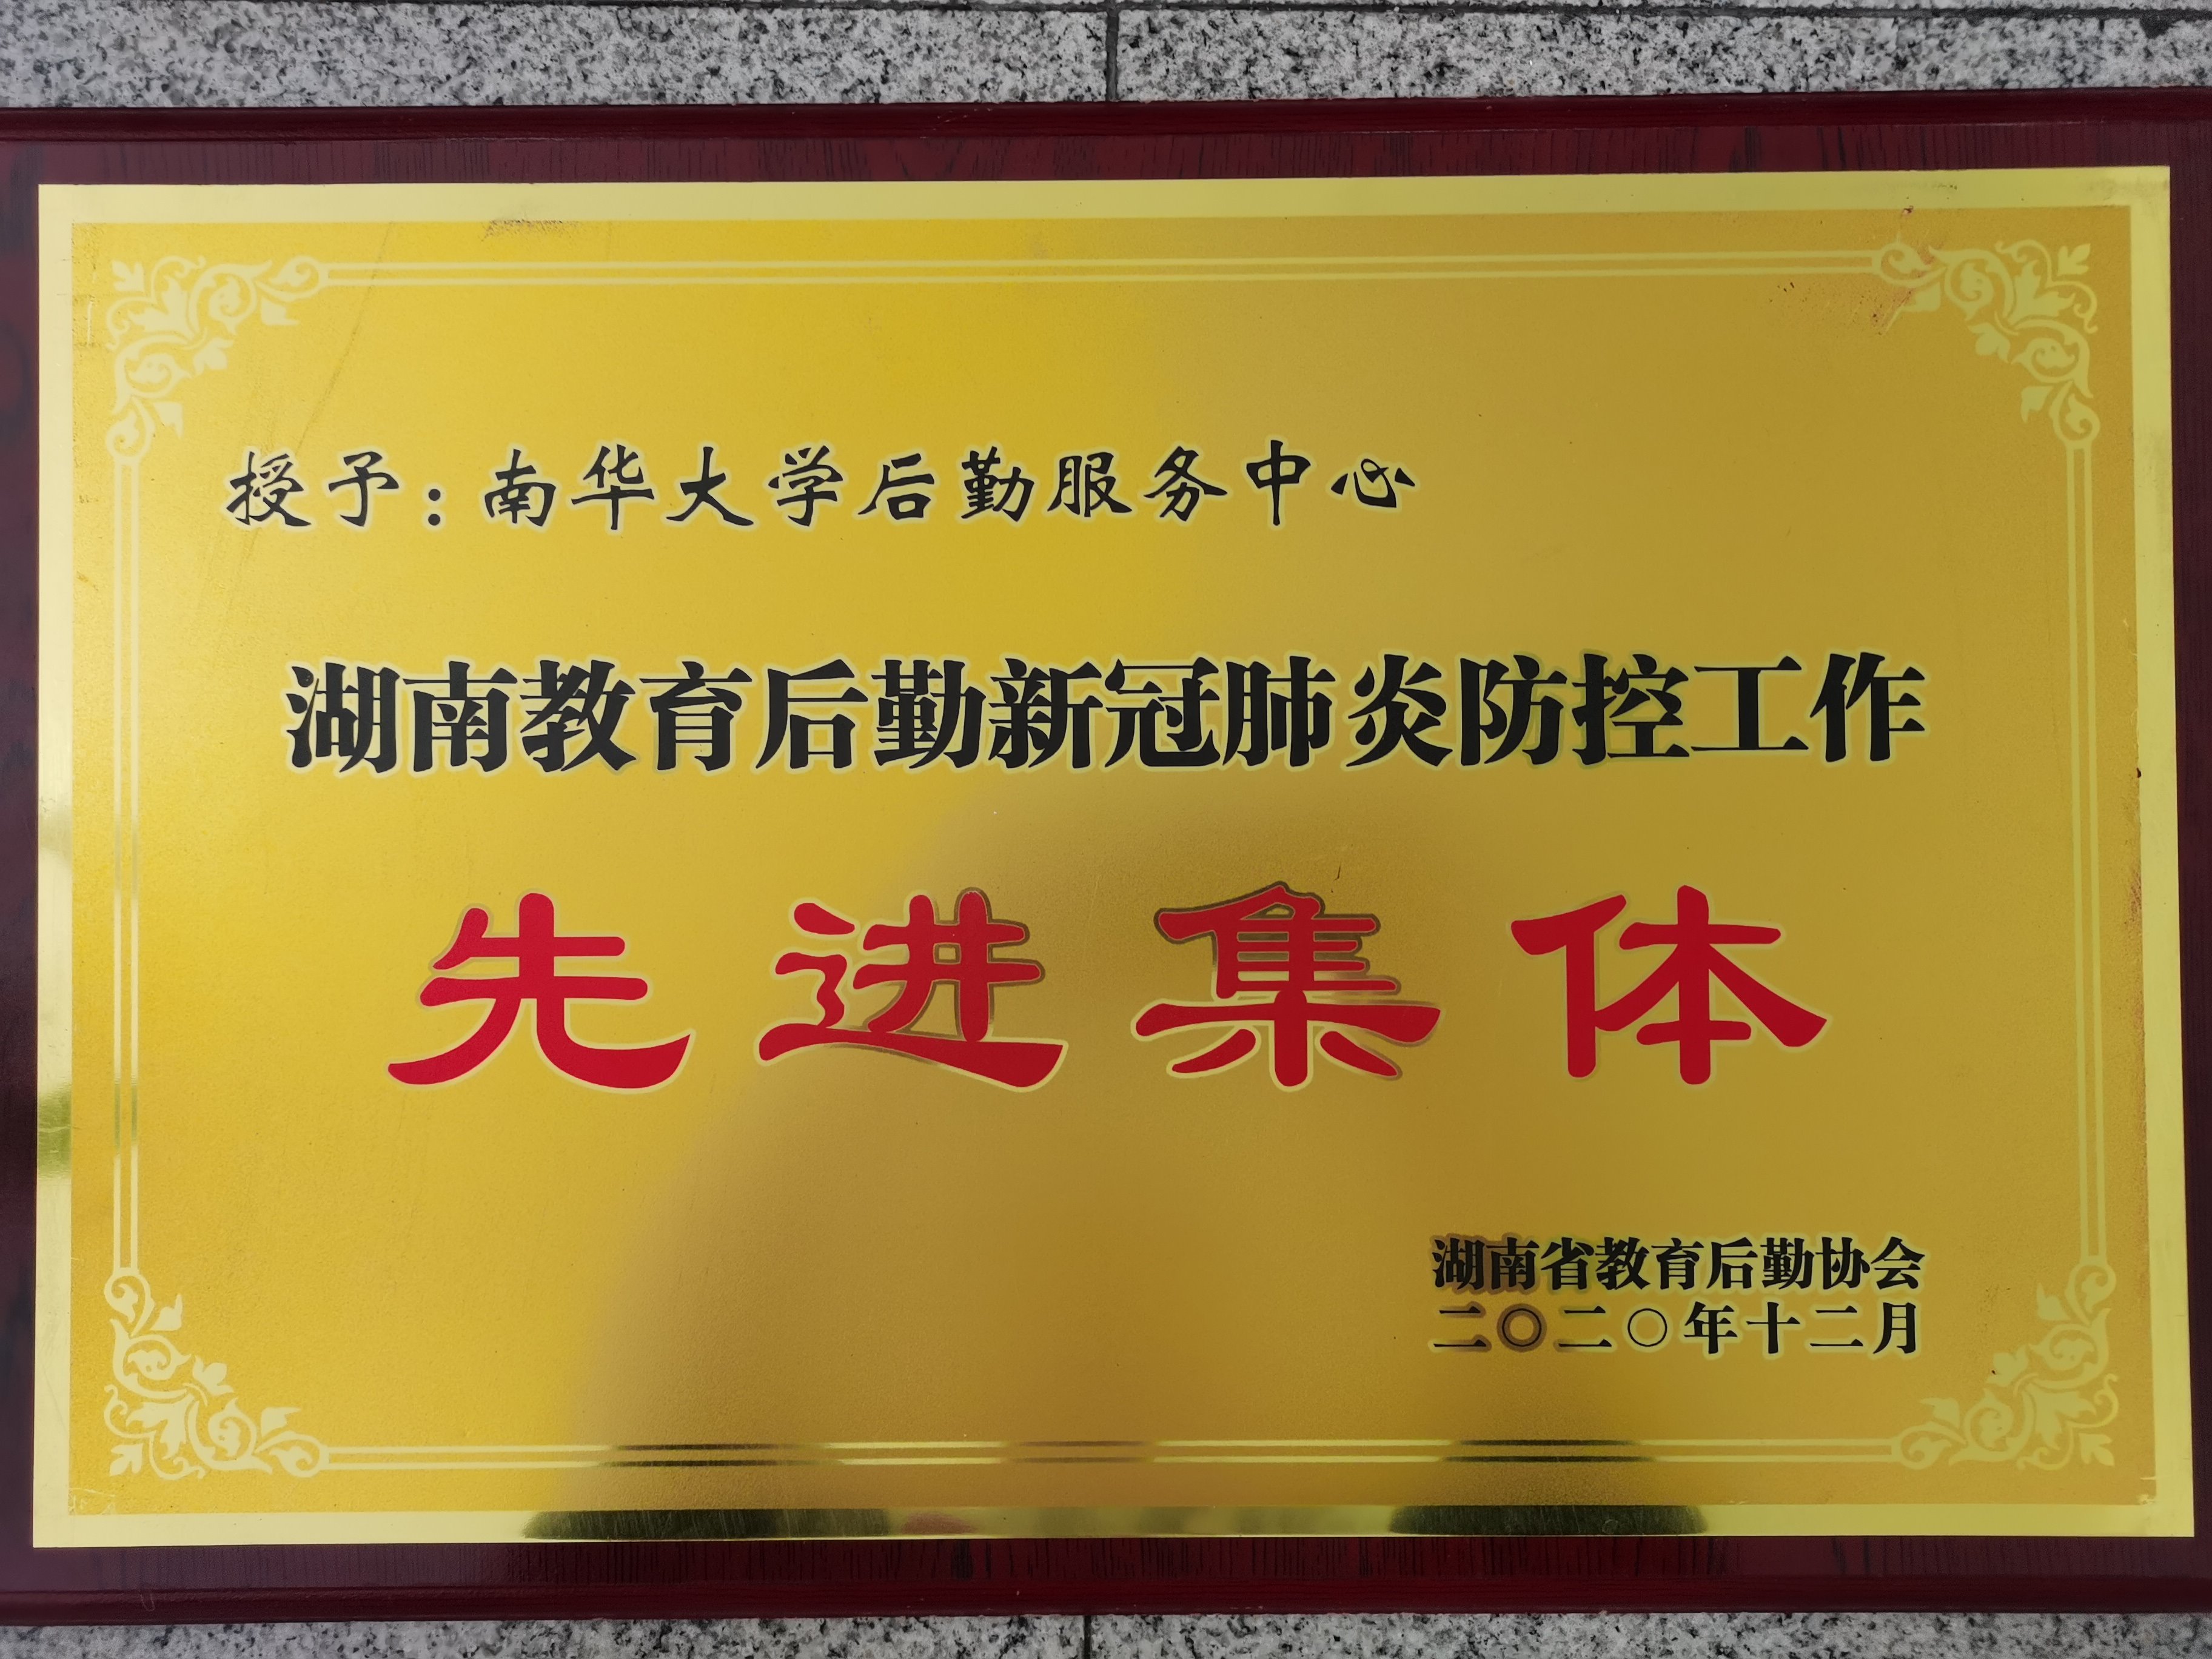 授予：南华大学后勤服务中心
湖南教育后勤新冠肺炎防控工作
先进集体
湖南省教育后勤协会
二〇二〇年十二月